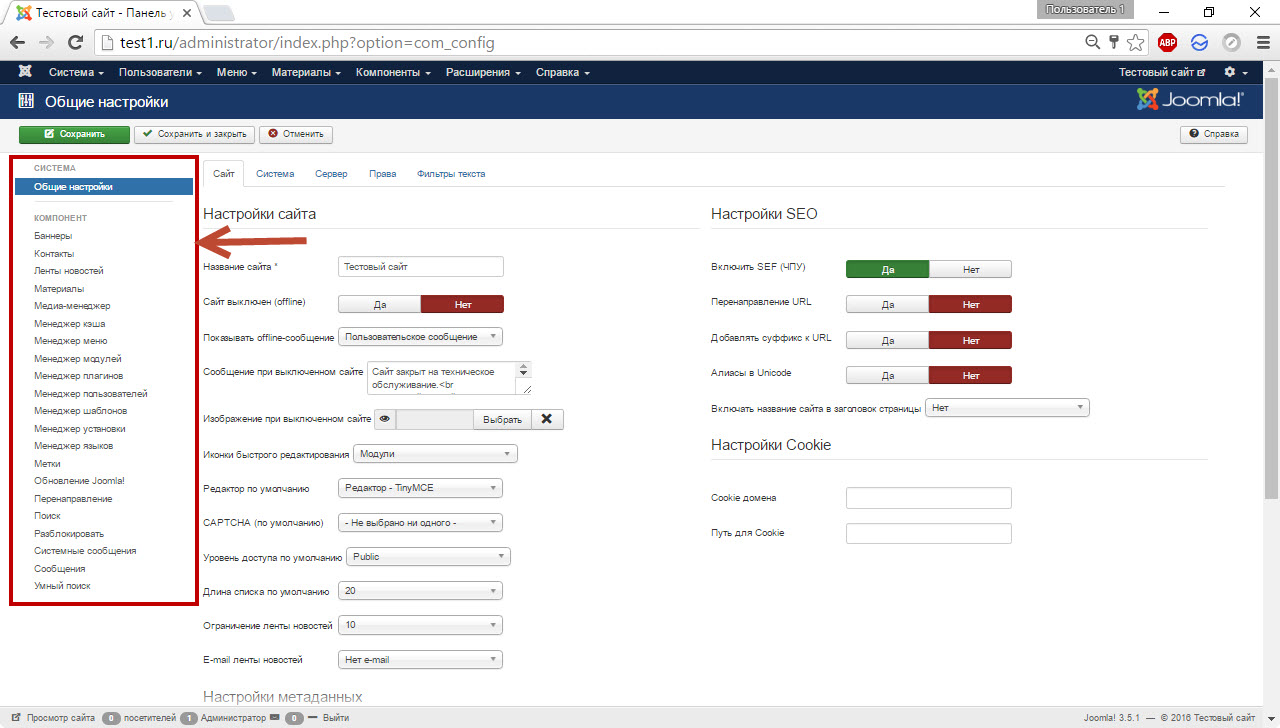 Тестовый сайт - Панель у
Пользователь 1
test1.ru/administrator/index.php?option=com_config
ABP
Система Пользователи Меню Материалы Компоненты Расширения Справка Тестовый сайт
Общие настройки
Joomla!
Сохранить Сохранить и закрыть Отменить Справка
СИСТЕМА
Общие настройки
КОМПОНЕНТ
Баннеры
Контакты
Ленты новостей
Материалы
Медиа-менеджер
Менеджер кэша
Менеджер меню
Менеджер модулей
Менеджер плагинов
Менеджер пользователей
Менеджер шаблонов
Менеджер установки
Менеджер языков
Метки
Обновление Joomla!
Перенаправление
Поиск
Разблокировать
Системные сообщения
Сообщения
Умный поиск
Сайт Система Сервер Права Фильтры текста
Настройки сайта
Название сайта * Тестовый сайт
Сайт выключен (offline) Да Нет
Показывать offline-сообщение Пользовательское сообщение
Сообщение при выключенном сайте Сайт закрыт на техническое
обслуживание.<br
Изображение при выключенном сайте Выбрать
Иконки быстрого редактирования Модули
Редактор по умолчанию Редактор - TinyMCE
CAPTCHA (по умолчанию) - Не выбрано ни одного -
Уровень доступа по умолчанию Public
Длина списка по умолчанию 20
Ограничение ленты новостей 10
E-mail ленты новостей Нет e-mail
Настройки метаданных
Настройки SEO
Включить SEF (ЧПУ) Да Нет
Перенаправление URL Да Нет
Добавлять суффикс к URL Да Нет
Алиасы в Unicode Да Нет
Включать название сайта в заголовок страницы Нет
Настройки Cookie
Cookie домена
Путь для Cookie
Просмотр сайта 0 посетителей 1 Администратор 0 Выйти
Joomla! 3.5.1 — © 2016 Тестовый сайт